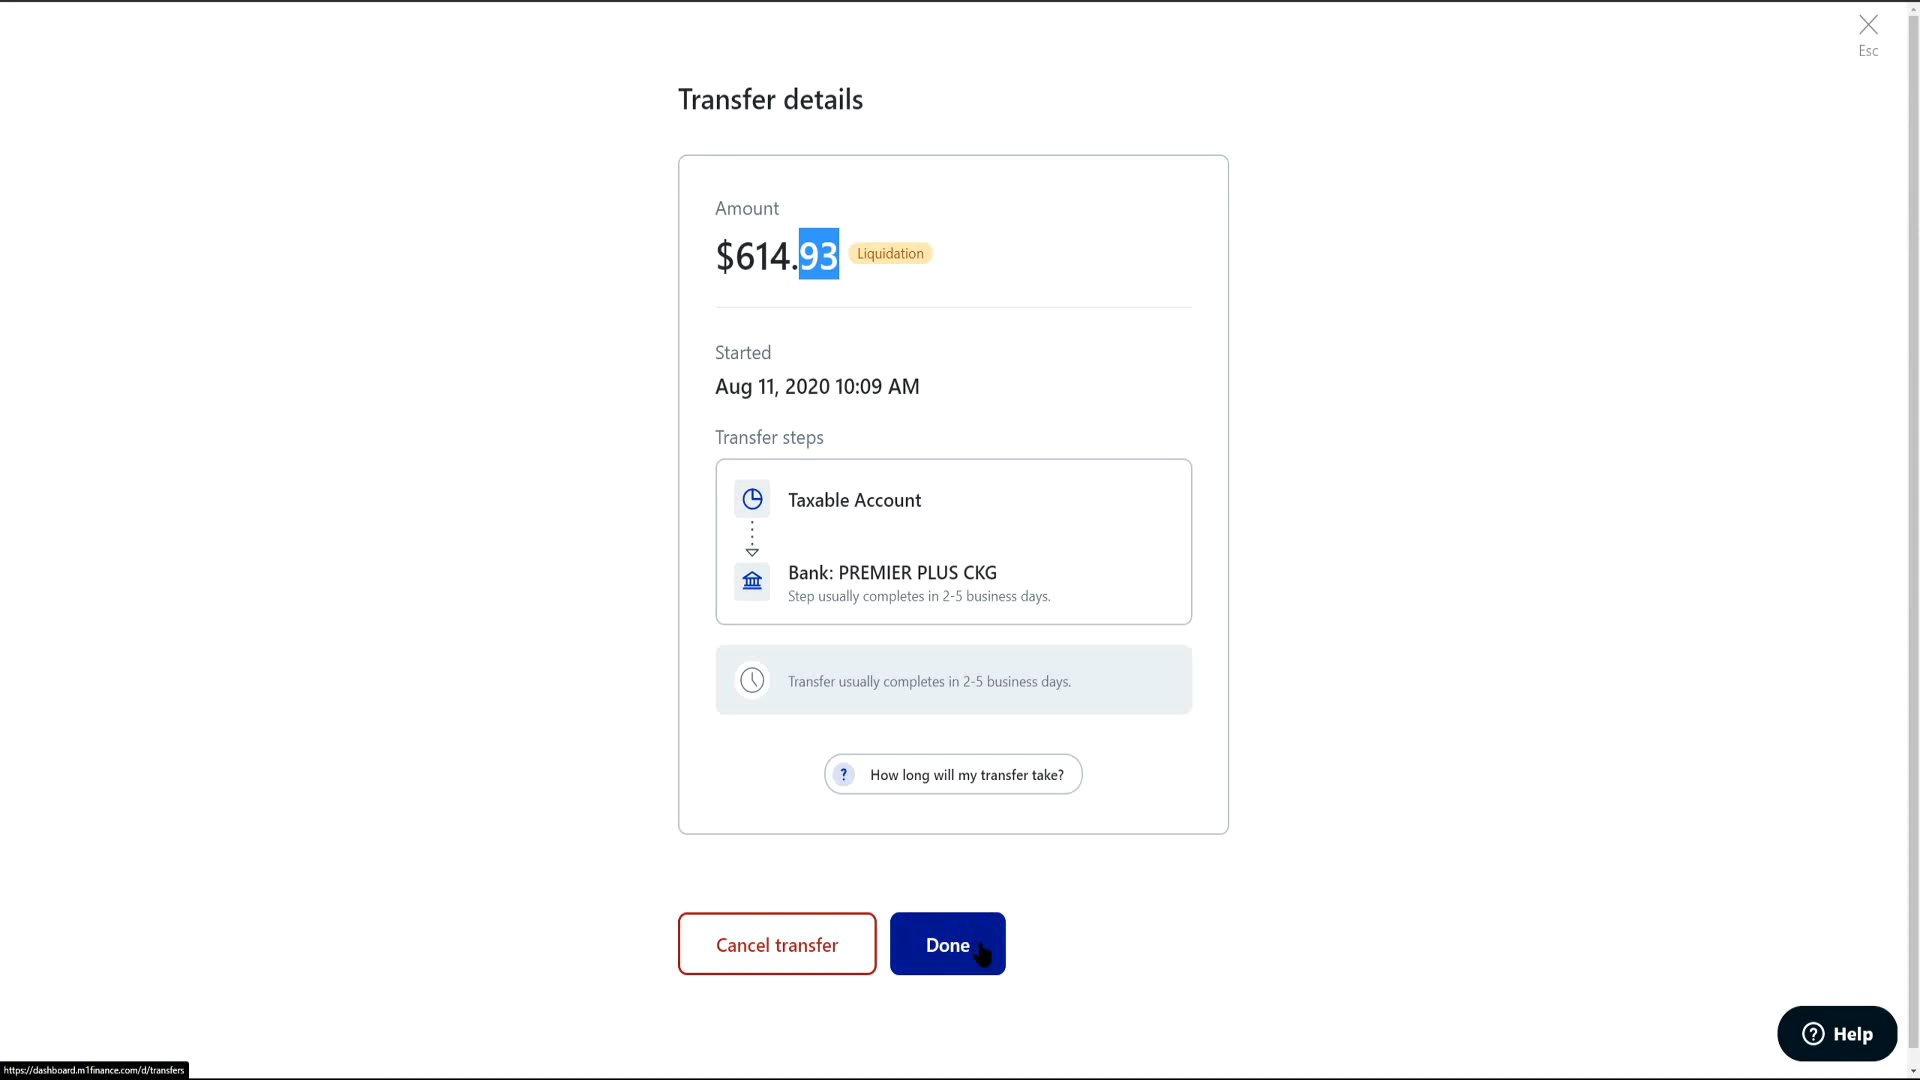 Esc
Transfer details
Amount
$614.93 Liquidation
Started
Aug 11, 2020 10:09 AM
Transfer steps
Taxable Account
Bank: PREMIER PLUS CKG
Step usually completes in 2-5 business days.
Transfer usually completes in 2-5 business days.
? How long will my transfer take?
Cancel transfer Done
? Help
https://dashboard.m1finance.com/d/transfers